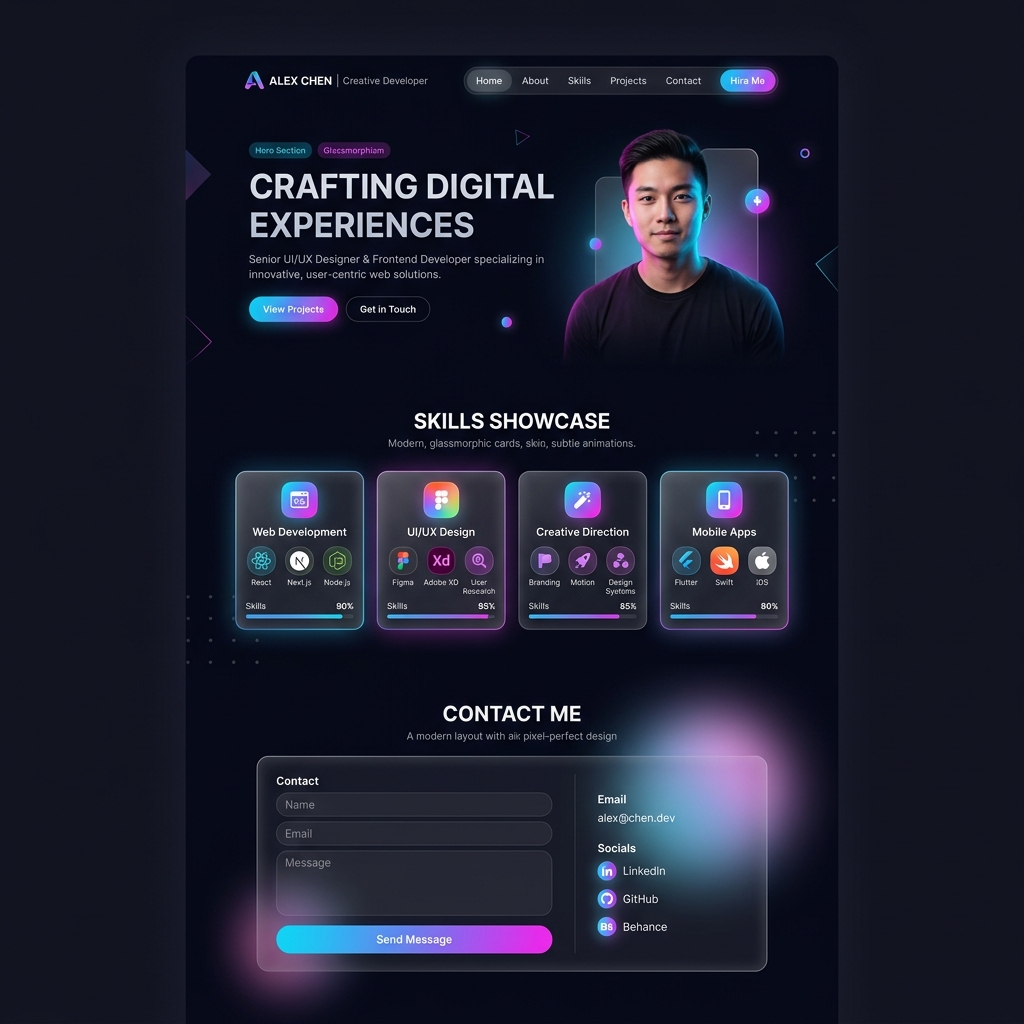 ALEX CHEN | Creative Developer
Home About Skills Projects Contact Hire Me
Hero Section Glassmorphism
CRAFTING DIGITAL
EXPERIENCES
Senior UI/UX Designer & Frontend Developer specializing in
innovative, user-centric web solutions.
View Projects Get in Touch
SKILLS SHOWCASE
Modern, glassmorphic cards, subtle animations.
Web Development
React Next.js Node.js
Skills 90%
UI/UX Design
Xd
Figma Adobe XD User
Research
Skills 95%
Creative Direction
Branding Motion Design
Syetoms
Skills 85%
Mobile Apps
Flutter Swift iOS
Skills 80%
CONTACT ME
A modern layout with pixel-perfect design
Contact
Name
Email
Message
Send Message
Email
alex@chen.dev
Socials
in LinkedIn
GitHub
Bs Behance